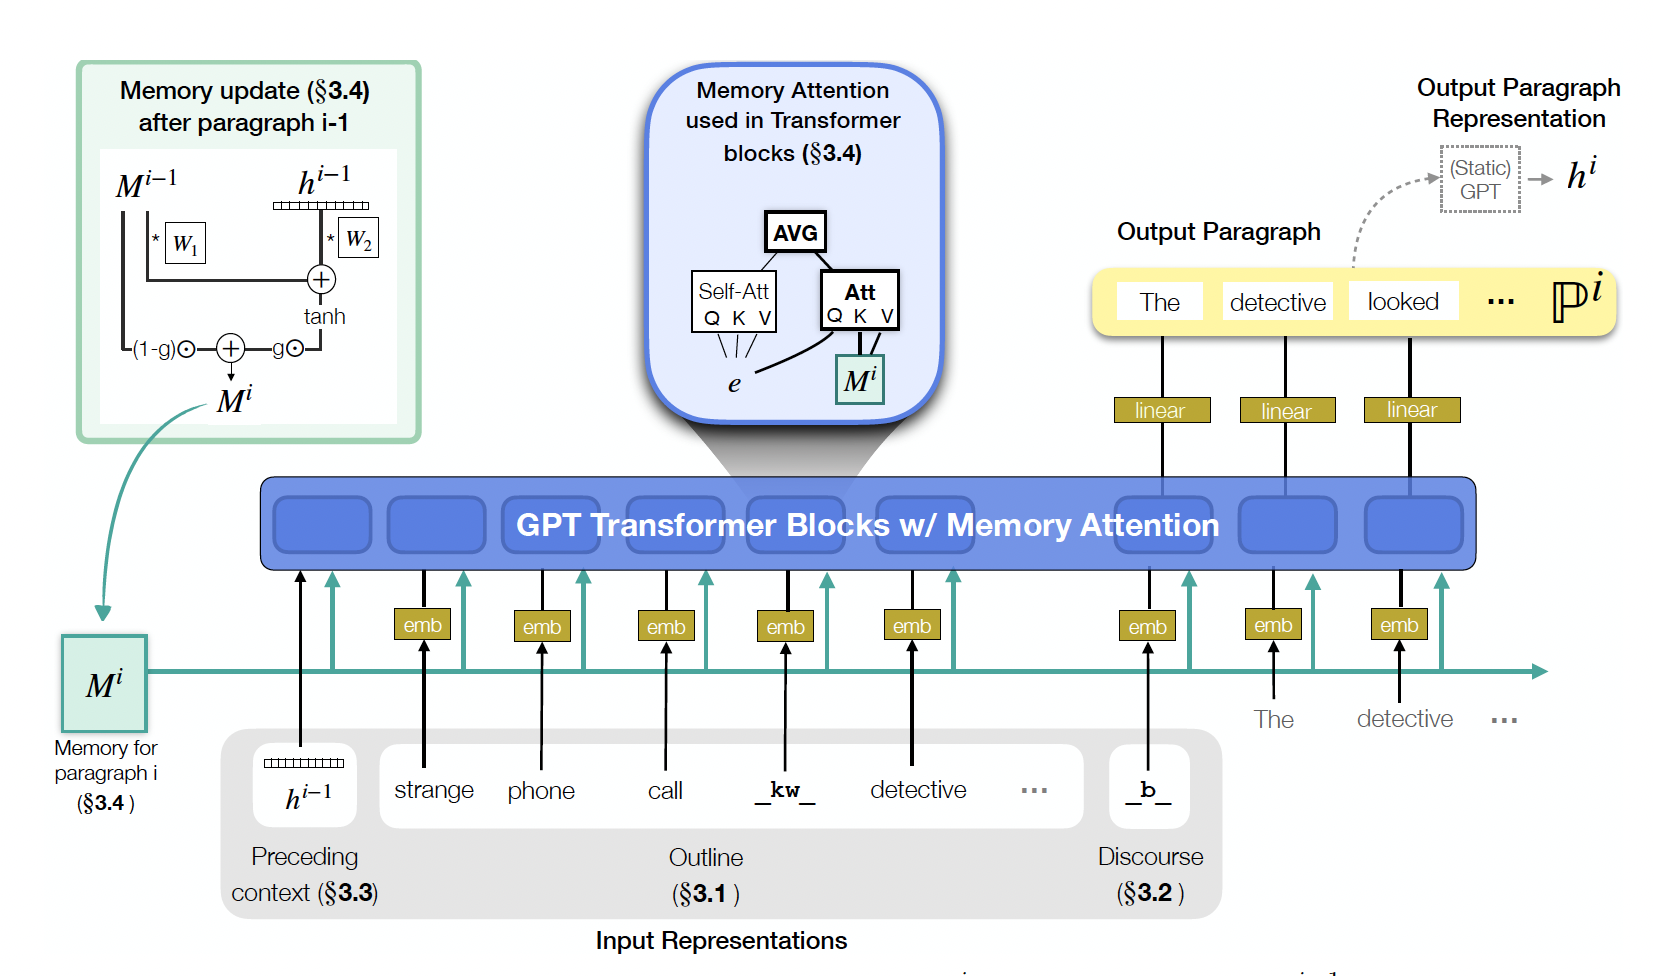 Memory update (§3.4)
after paragraph i-1
M^{i-1}
h^{i-1}
* W_1
* W_2
+
tanh
(1-g)⊙ + g⊙
M^i
Memory Attention
used in Transformer
blocks (§3.4)
AVG
Self-Att
Q K V
Att
Q K V
e
M^i
Output Paragraph
Representation
(Static)
GPT
h^i
Output Paragraph
The detective looked ... ℙ^i
linear linear linear
GPT Transformer Blocks w/ Memory Attention
emb emb emb emb emb emb emb emb
M^i
Memory for
paragraph i
(§3.4 )
The detective ...
h^{i-1} strange phone call _kw_ detective ... _b_
Preceding
context (§3.3)
Outline
(§3.1 )
Discourse
(§3.2 )
Input Representations